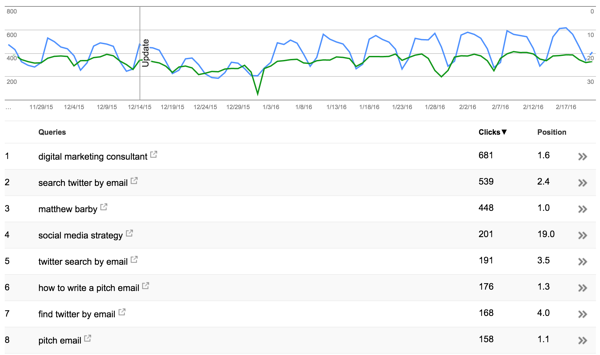 800 0
600 10
Update
400 20
200 30
... 11/29/15 12/4/15 12/9/15 12/14/15 12/19/15 12/24/15 12/29/15 1/3/16 1/8/16 1/18/16 1/23/16 1/28/16 2/2/16 2/7/16 2/12/16 2/17/16
Queries Clicks▼ Position
1 digital marketing consultant 681 1.6 »
2 search twitter by email 539 2.4 »
3 matthew barby 448 1.0 »
4 social media strategy 201 19.0 »
5 twitter search by email 191 3.5 »
6 how to write a pitch email 176 1.3 »
7 find twitter by email 168 4.0 »
8 pitch email 158 1.1 »